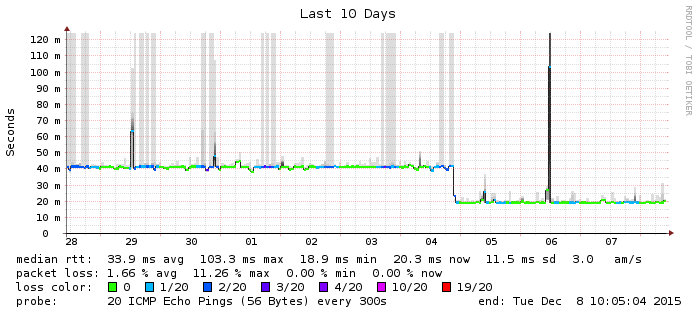 Last 10 Days
RRDTOOL / TOBI OETIKER
Seconds
120 m
110 m
100 m
90 m
80 m
70 m
60 m
50 m
40 m
30 m
20 m
10 m
0
28 29 30 01 02 03 04 05 06 07
median rtt: 33.9 ms avg 103.3 ms max 18.9 ms min 20.3 ms now 11.5 ms sd 3.0 am/s
packet loss: 1.66 % avg 11.26 % max 0.00 % min 0.00 % now
loss color: 0 1/20 2/20 3/20 4/20 10/20 19/20
probe: 20 ICMP Echo Pings (56 Bytes) every 300s end: Tue Dec 8 10:05:04 2015